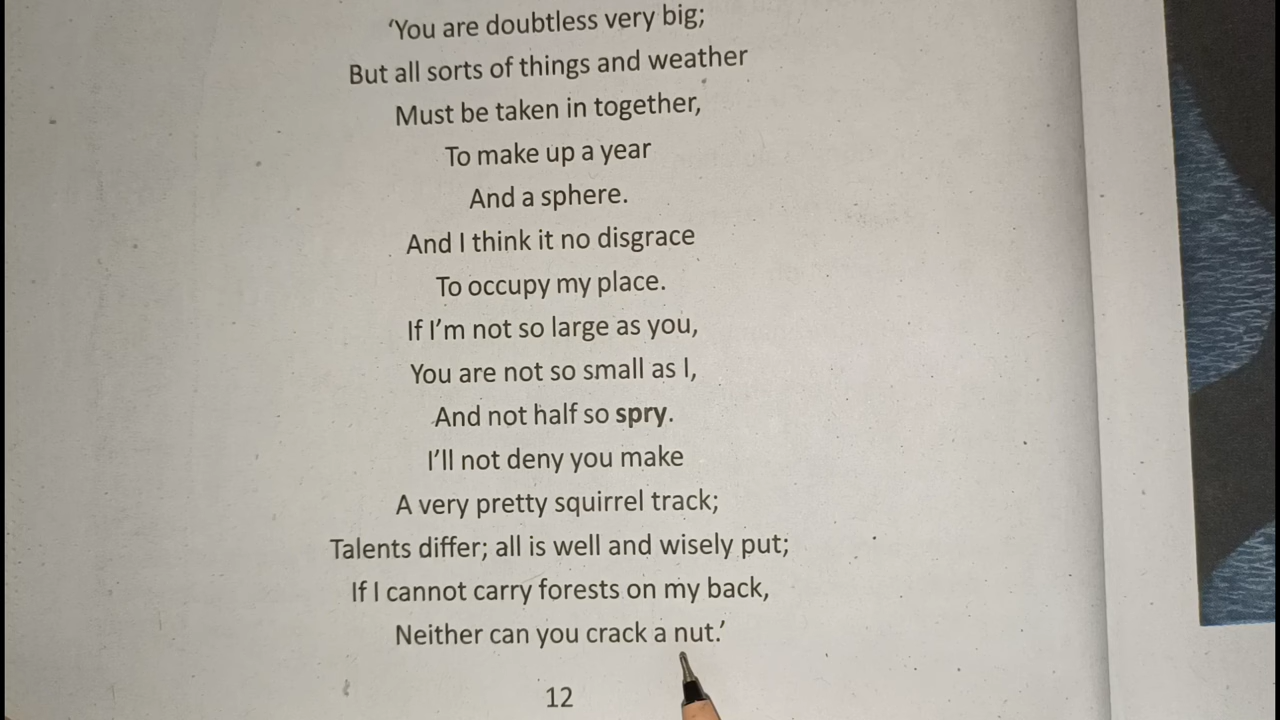 ‘You are doubtless very big;
But all sorts of things and weather
Must be taken in together,
To make up a year
And a sphere.
And I think it no disgrace
To occupy my place.
If I’m not so large as you,
You are not so small as I,
And not half so spry.
I’ll not deny you make
A very pretty squirrel track;
Talents differ; all is well and wisely put;
If I cannot carry forests on my back,
Neither can you crack a nut.’
12